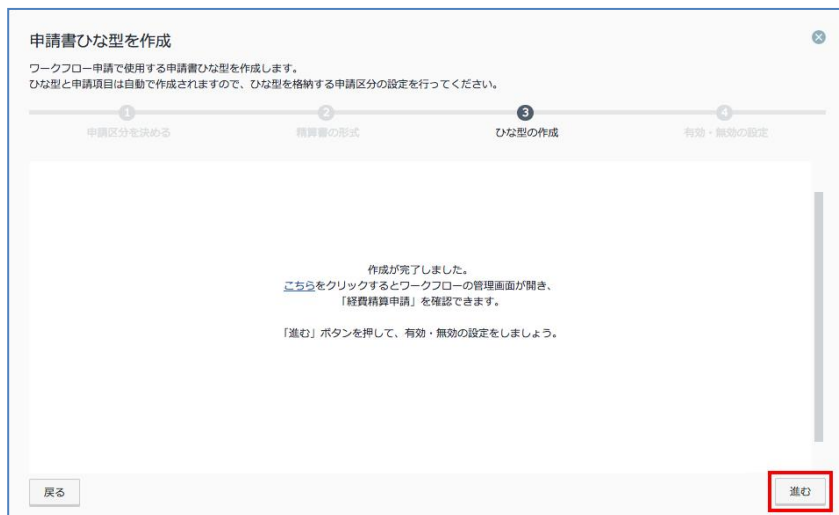 申請書ひな型を作成
ワークフロー申請で使用する申請書ひな型を作成します。
ひな型と申請項目は自動で作成されますので、ひな型を格納する申請区分の設定を行ってください。
1 2 3 4
申請区分を決める 精算書の形式 ひな型の作成 有効・無効の設定
作成が完了しました。
こちらをクリックするとワークフローの管理画面が開き、
「経費精算申請」を確認できます。
「進む」ボタンを押して、有効・無効の設定をしましょう。
戻る 進む